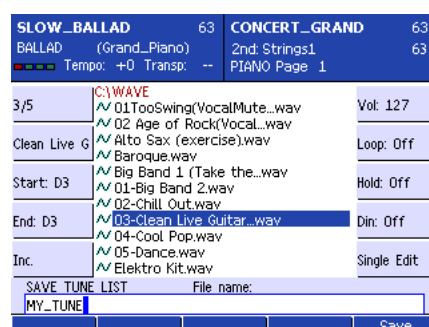 SLOW_BALLAD 63 CONCERT_GRAND 63
BALLAD (Grand_Piano) 2nd: Strings1 63
Tempo: +0 Transp: -- PIANO Page 1
C:\WAVE
3/5 01TooSwing(VocalMute...wav Vol: 127
02 Age of Rock(Vocal...wav
Clean Live G Alto Sax (exercise).wav Loop: Off
Baroque.wav
Start: D3 Big Band 1 (Take the...wav Hold: Off
01-Big Band 2.wav
02-Chill Out.wav
End: D3 03-Clean Live Guitar...wav Din: Off
04-Cool Pop.wav
Inc. 05-Dance.wav Single Edit
Elektro Kit.wav
SAVE TUNE LIST File name:
MY_TUNE
Save